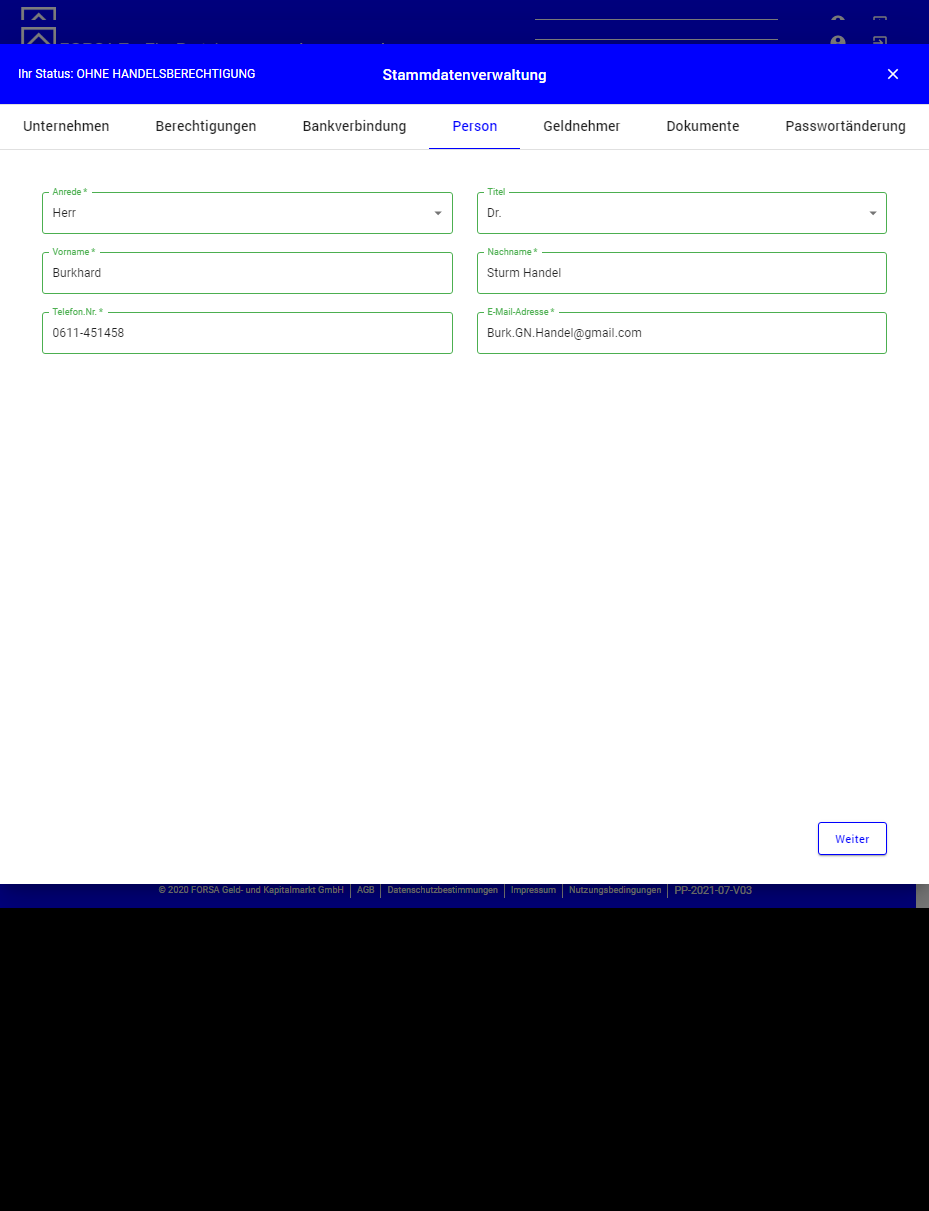 Ihr Status: OHNE HANDELSBERECHTIGUNG
Stammdatenverwaltung
Unternehmen Berechtigungen Bankverbindung Person Geldnehmer Dokumente Passwortänderung
Anrede * Titel
Herr Dr.
Vorname * Nachname *
Burkhard Sturm Handel
Telefon.Nr. * E-Mail-Adresse *
0611-451458 Burk.GN.Handel@gmail.com
Weiter
© 2020 FORSA Geld- und Kapitalmarkt GmbH | AGB | Datenschutzbestimmungen | Impressum | Nutzungsbedingungen | PP-2021-07-V03